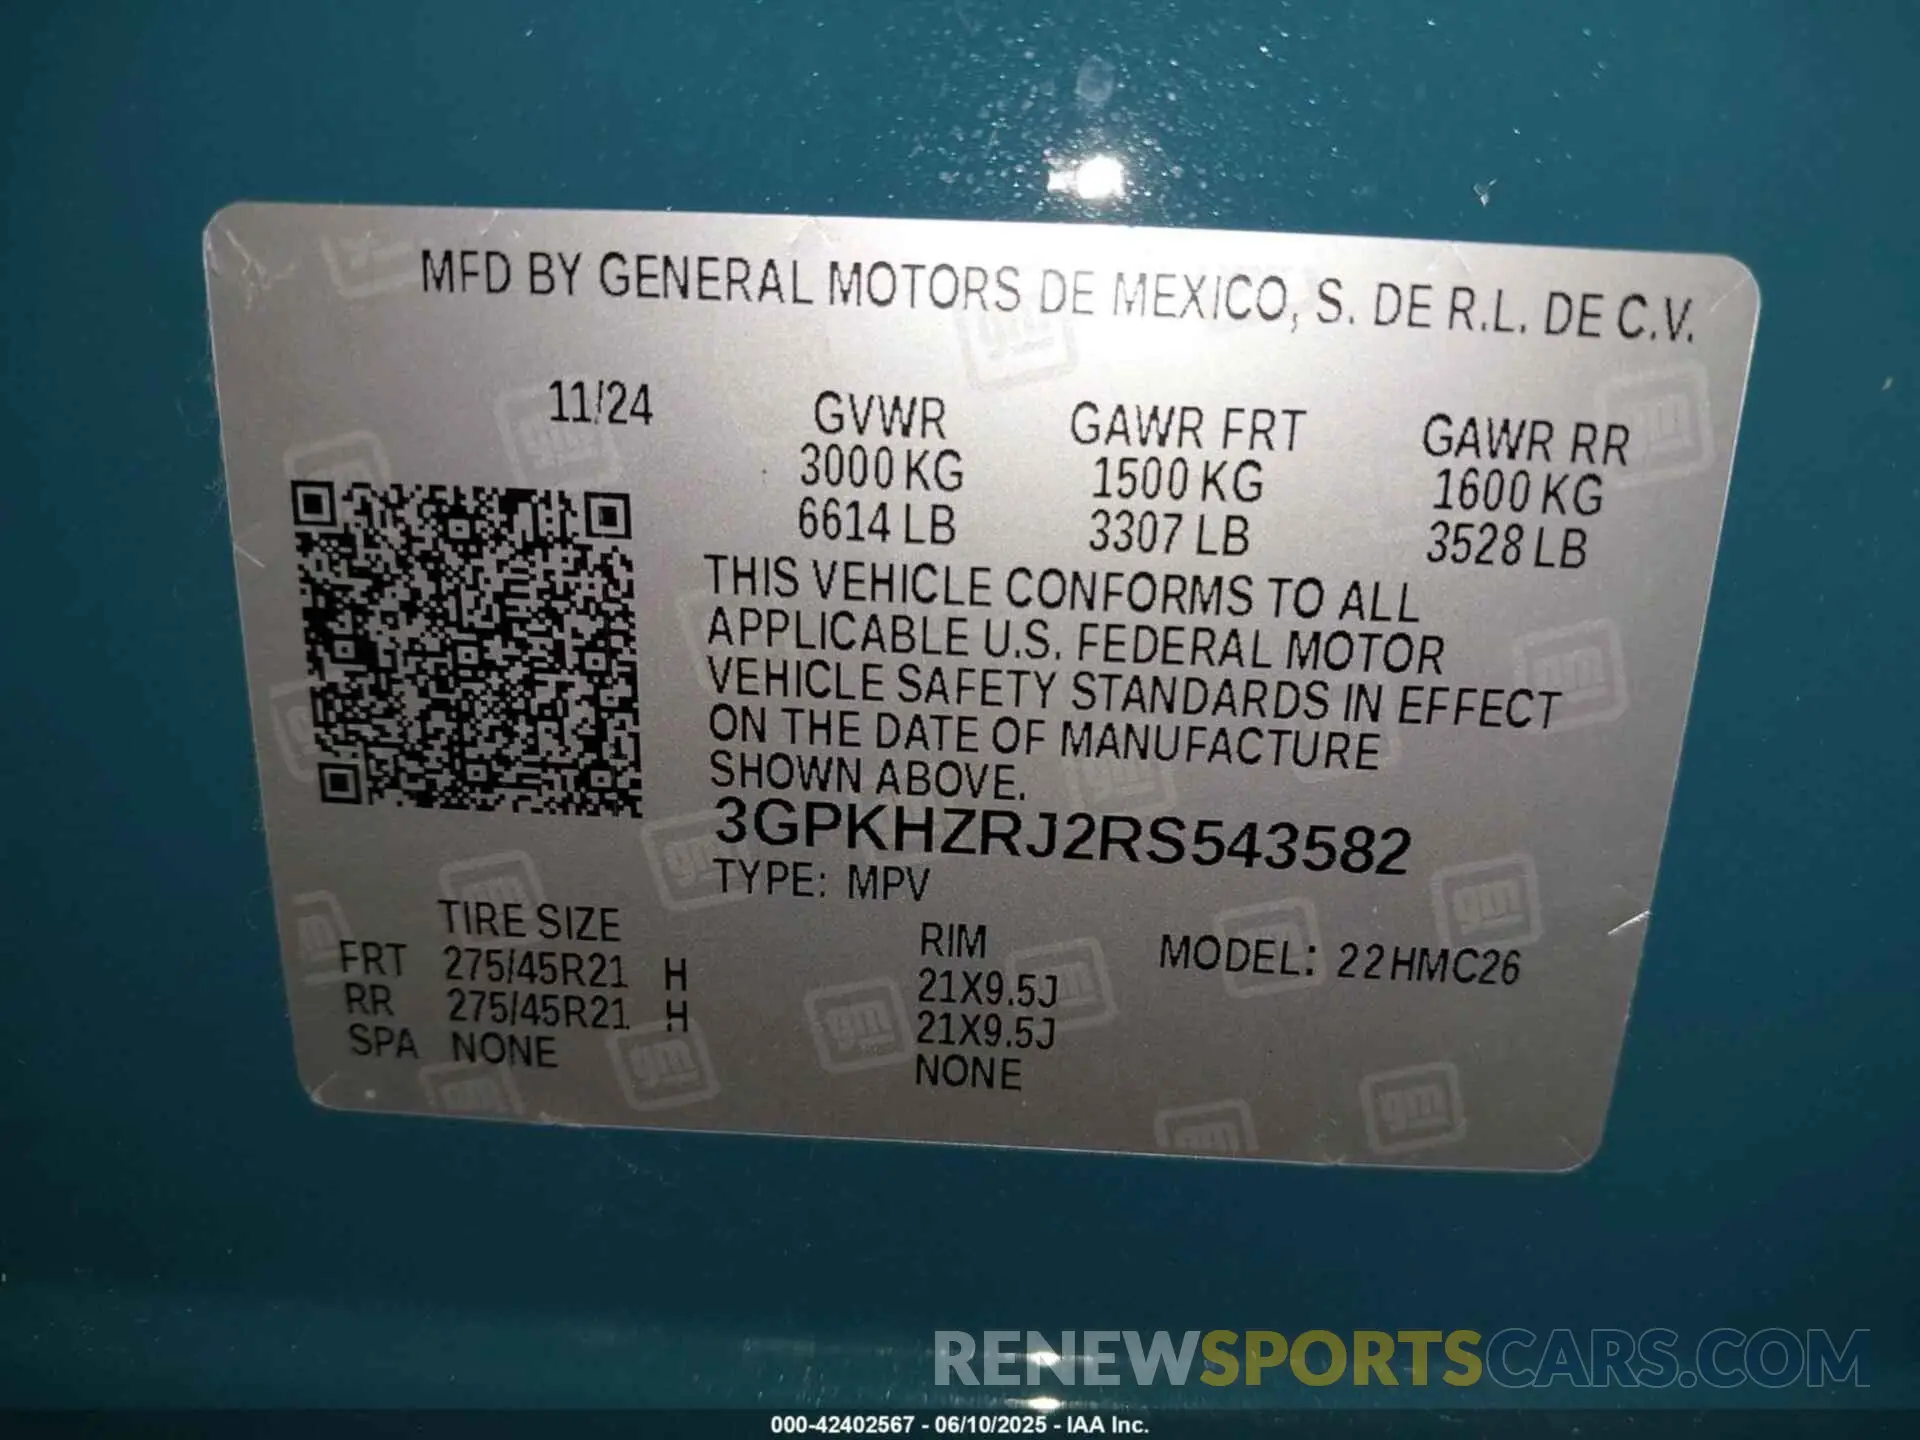 MFD BY GENERAL MOTORS DE MEXICO, S. DE R.L. DE C.V.
11/24
GVWR GAWR FRT GAWR RR
3000 KG 1500 KG 1600 KG
6614 LB 3307 LB 3528 LB
THIS VEHICLE CONFORMS TO ALL
APPLICABLE U.S. FEDERAL MOTOR
VEHICLE SAFETY STANDARDS IN EFFECT
ON THE DATE OF MANUFACTURE
SHOWN ABOVE.
3GPKHZRJ2RS543582
TYPE: MPV
TIRE SIZE RIM MODEL: 22HMC26
FRT 275/45R21 H 21X9.5J
RR 275/45R21 H 21X9.5J
SPA NONE NONE
gm
RENEWSPORTSCARS.COM
000-42402567 - 06/10/2025 - IAA Inc.